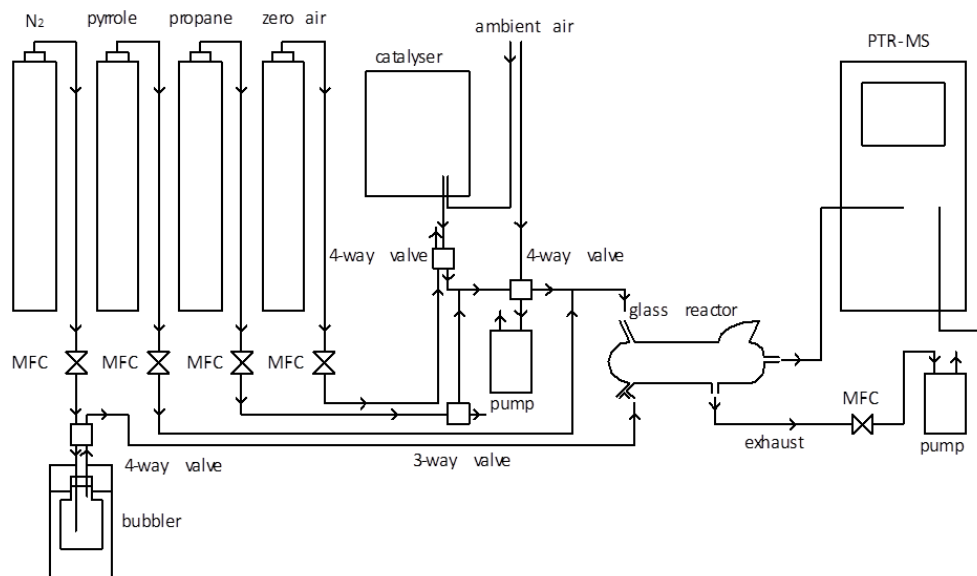 N2 pyrrole propane zero air
ambient air
PTR-MS
catalyser
4-way valve
4-way valve
glass reactor
MFC
MFC
MFC
MFC
pump
MFC
exhaust
pump
4-way valve
3-way valve
bubbler